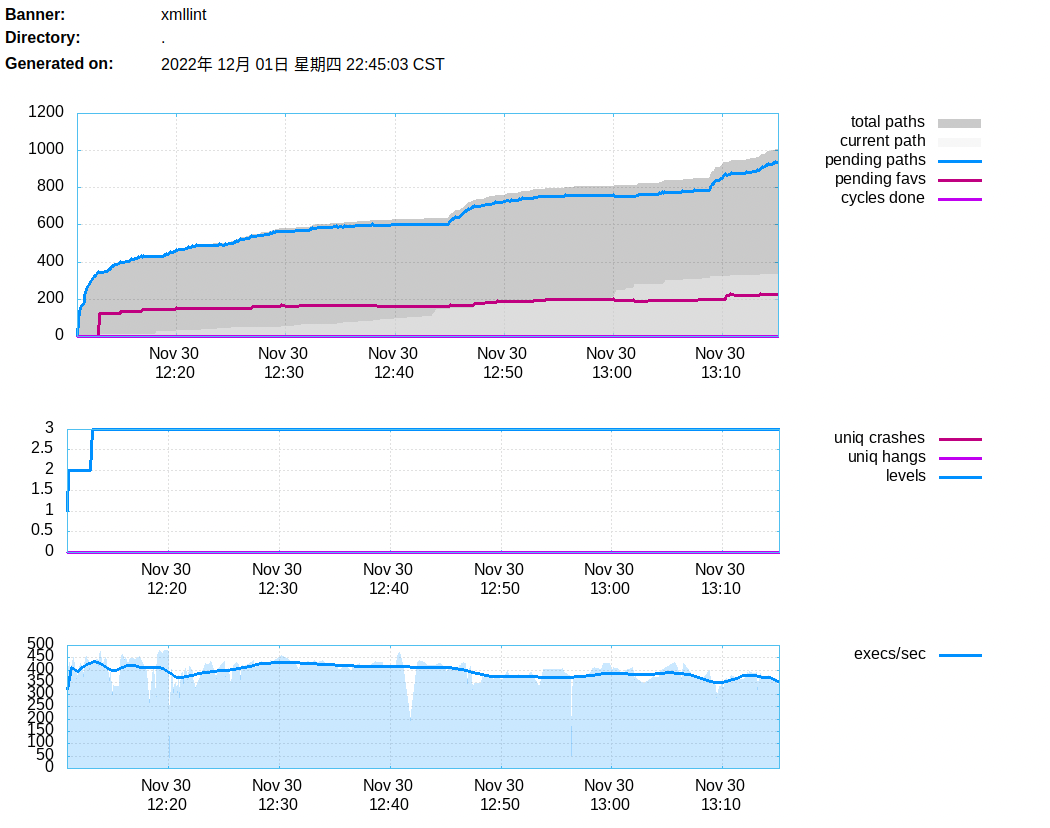 Banner: xmllint
Directory: .
Generated on: 2022年 12月 01日 星期四 22:45:03 CST
1200
1000
800
600
400
200
0
Nov 30 Nov 30 Nov 30 Nov 30 Nov 30 Nov 30
12:20 12:30 12:40 12:50 13:00 13:10
total paths
current path
pending paths
pending favs
cycles done
3
2.5
2
1.5
1
0.5
0
Nov 30 Nov 30 Nov 30 Nov 30 Nov 30 Nov 30
12:20 12:30 12:40 12:50 13:00 13:10
uniq crashes
uniq hangs
levels
500
450
400
350
300
250
200
150
100
50
0
Nov 30 Nov 30 Nov 30 Nov 30 Nov 30 Nov 30
12:20 12:30 12:40 12:50 13:00 13:10
execs/sec